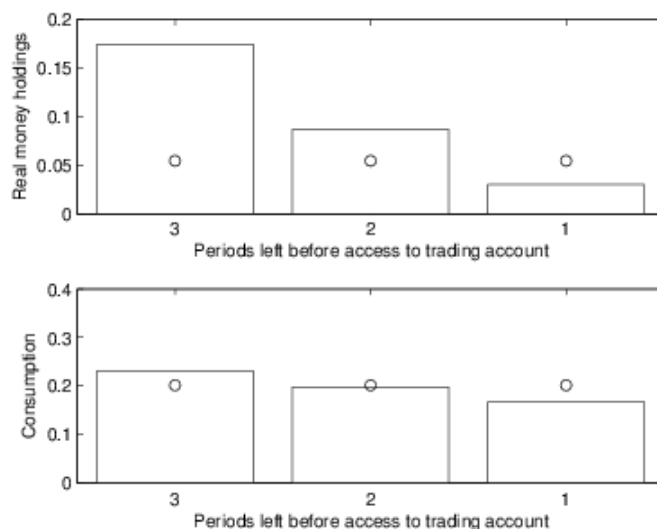 0.2
0.15
0.1
0.05
0
Real money holdings
3 2 1
Periods left before access to trading account
0.4
0.3
0.2
0.1
0
Consumption
3 2 1
Periods left before access to trading account